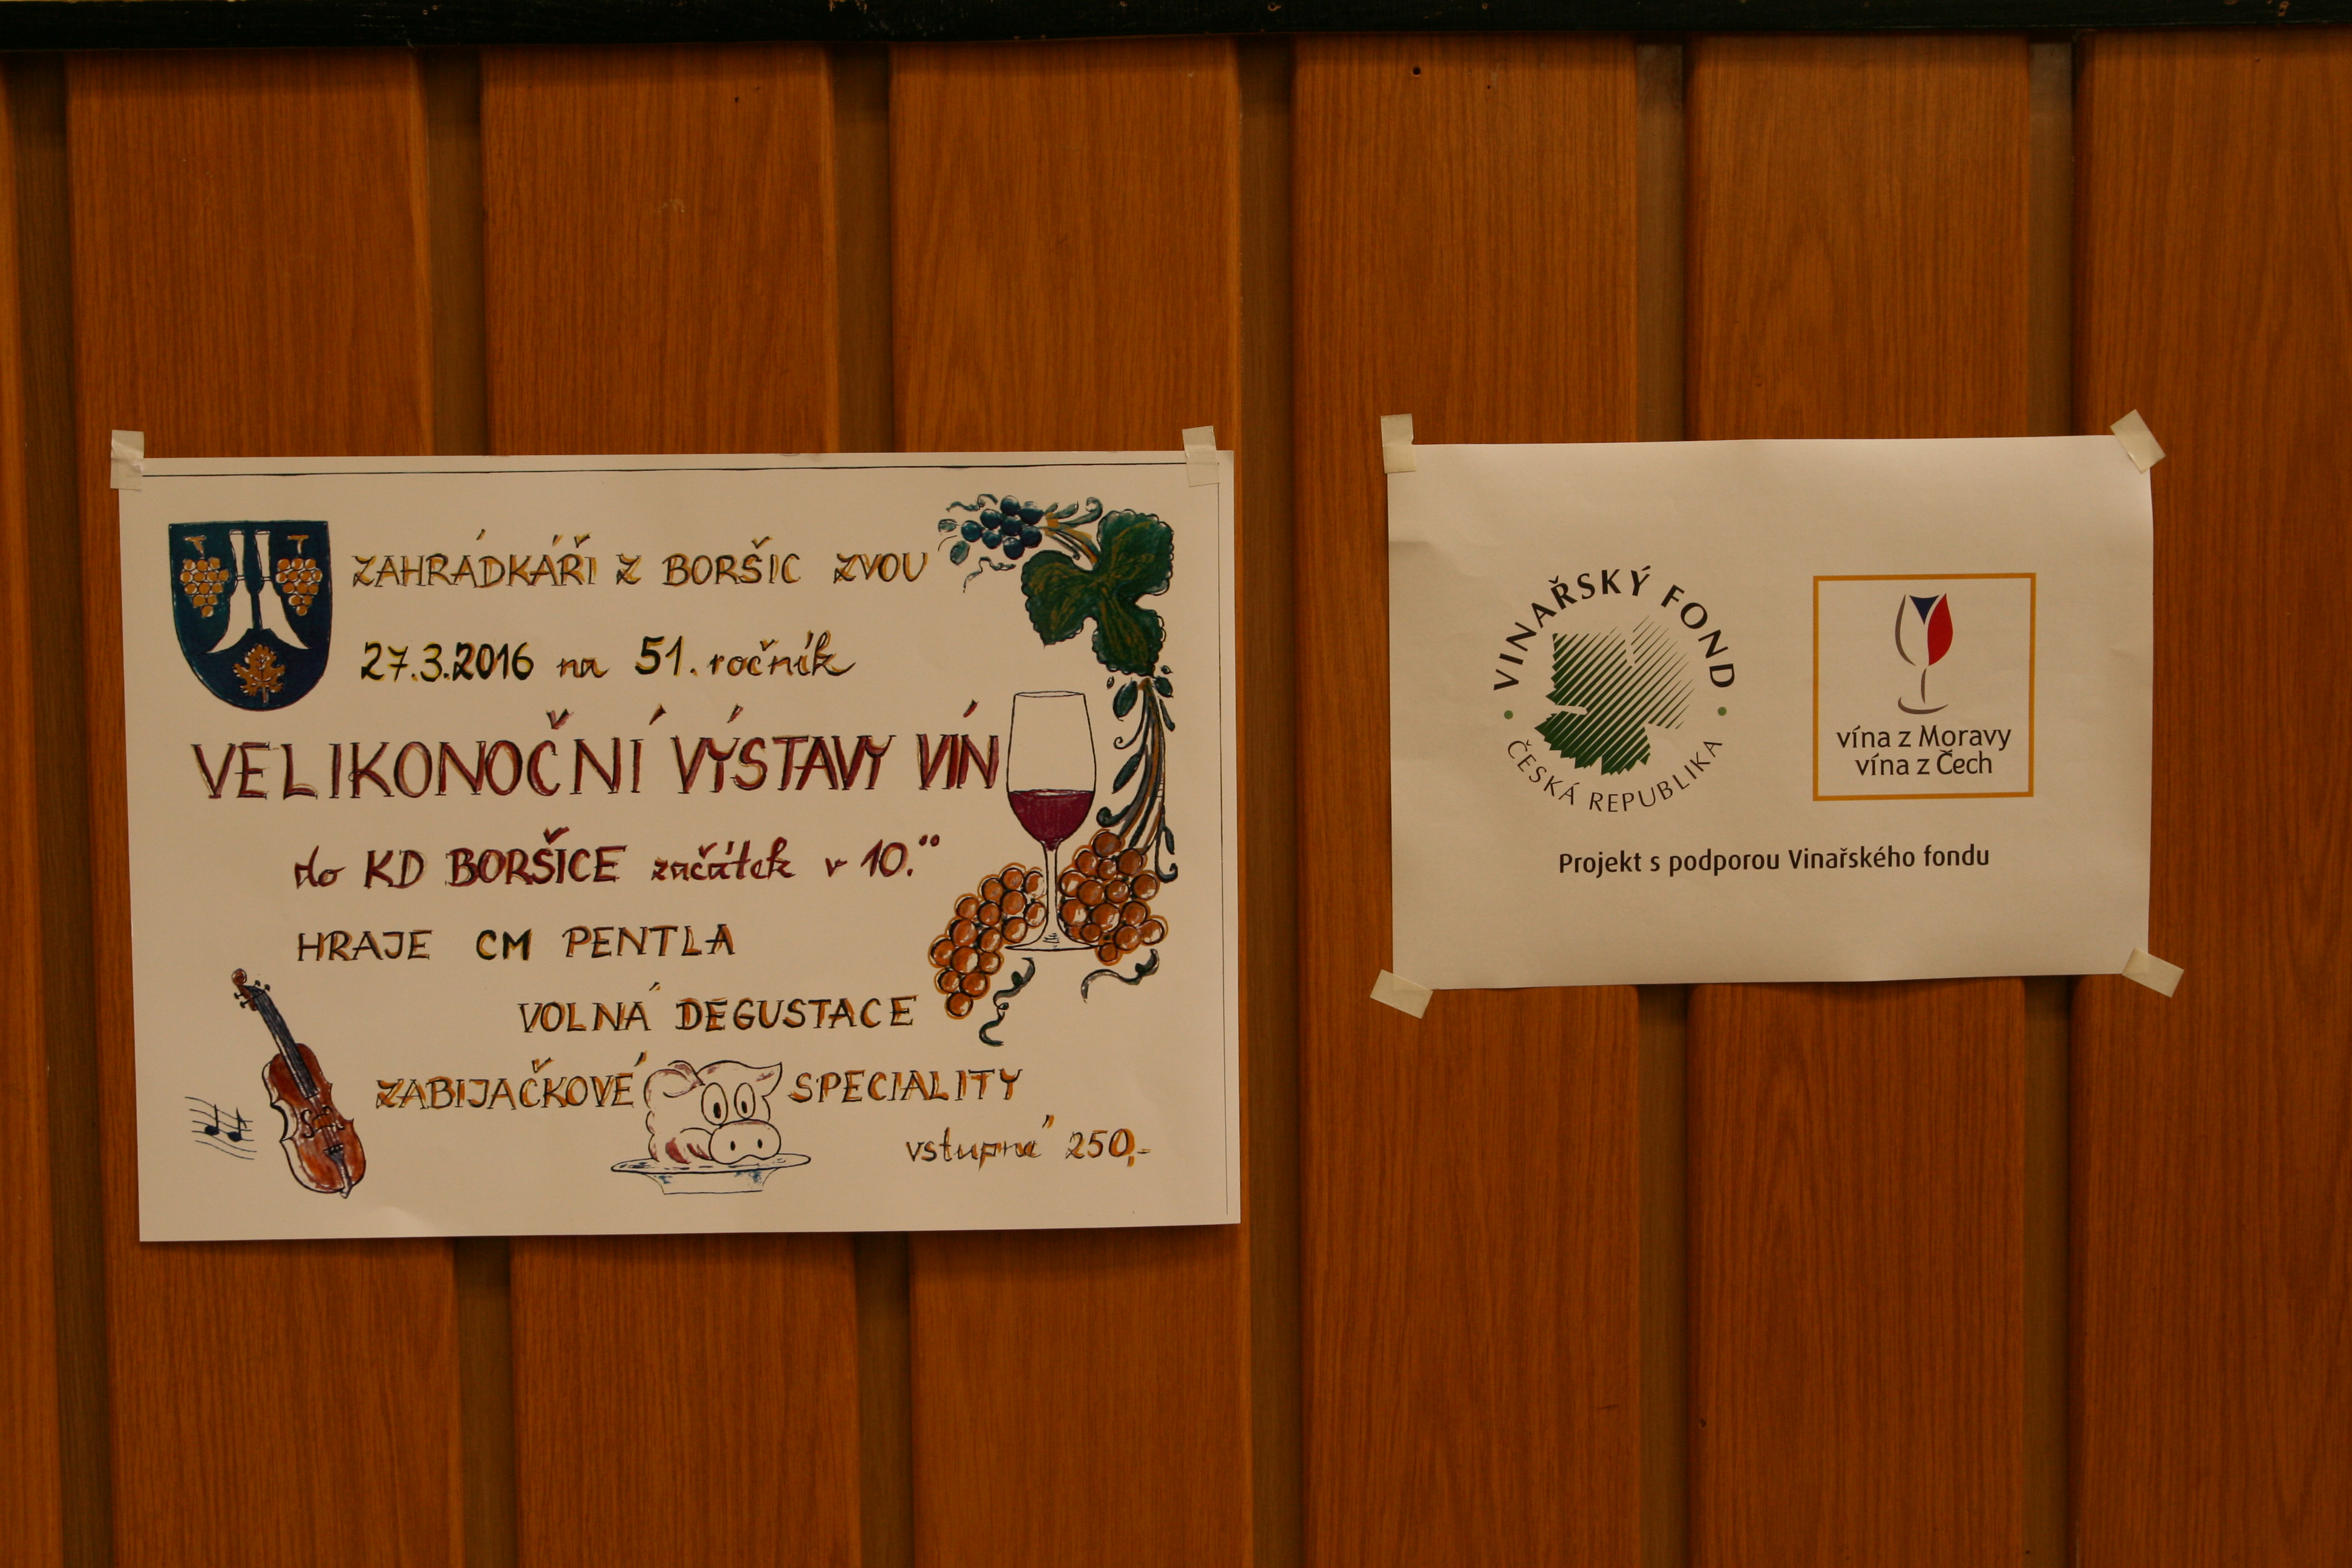 ZAHRÁDKÁŘI Z BORŠIC ZVOU
27.3.2016 na 51. ročník
VELIKONOČNÍ VÝSTAVY VÍN
do KD BORŠICE začátek v 10.°°
HRAJE CM PENTLA
VOLNÁ DEGUSTACE
ZABIJAČKOVÉ SPECIALITY
vstupné 250,-
VINAŘSKÝ FOND
ČESKÁ REPUBLIKA
vína z Moravy
vína z Čech
Projekt s podporou Vinařského fondu